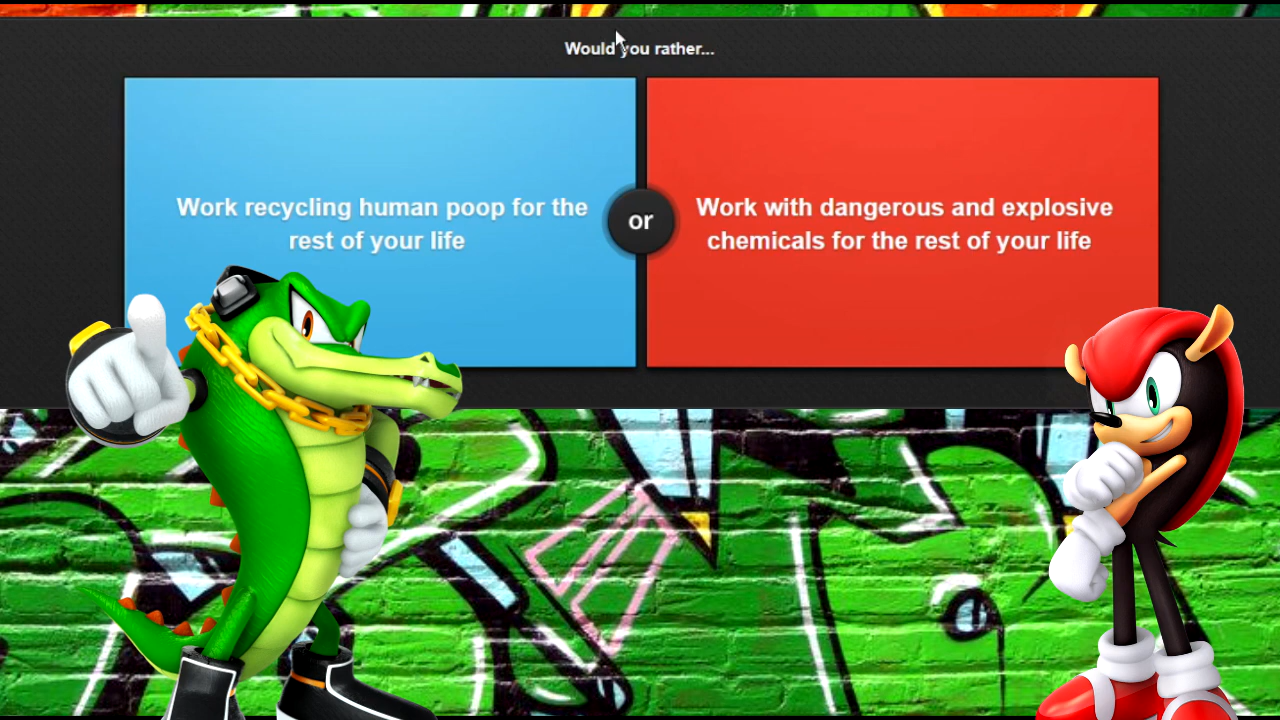 Would you rather...
Work recycling human poop for the
rest of your life
or
Work with dangerous and explosive
chemicals for the rest of your life